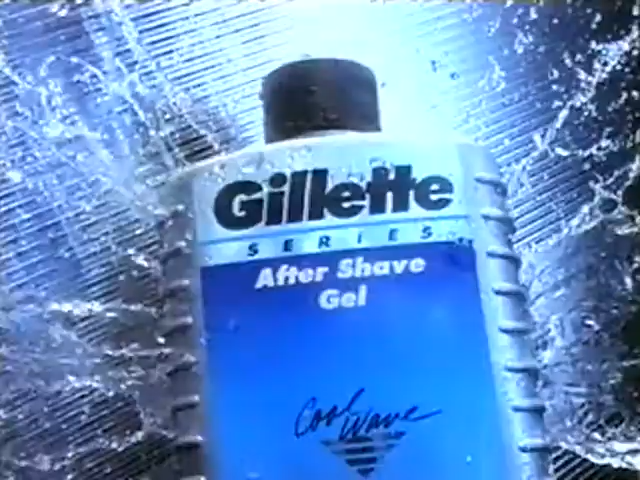 Gillette
SERIES
After Shave
Gel
Cool Wave